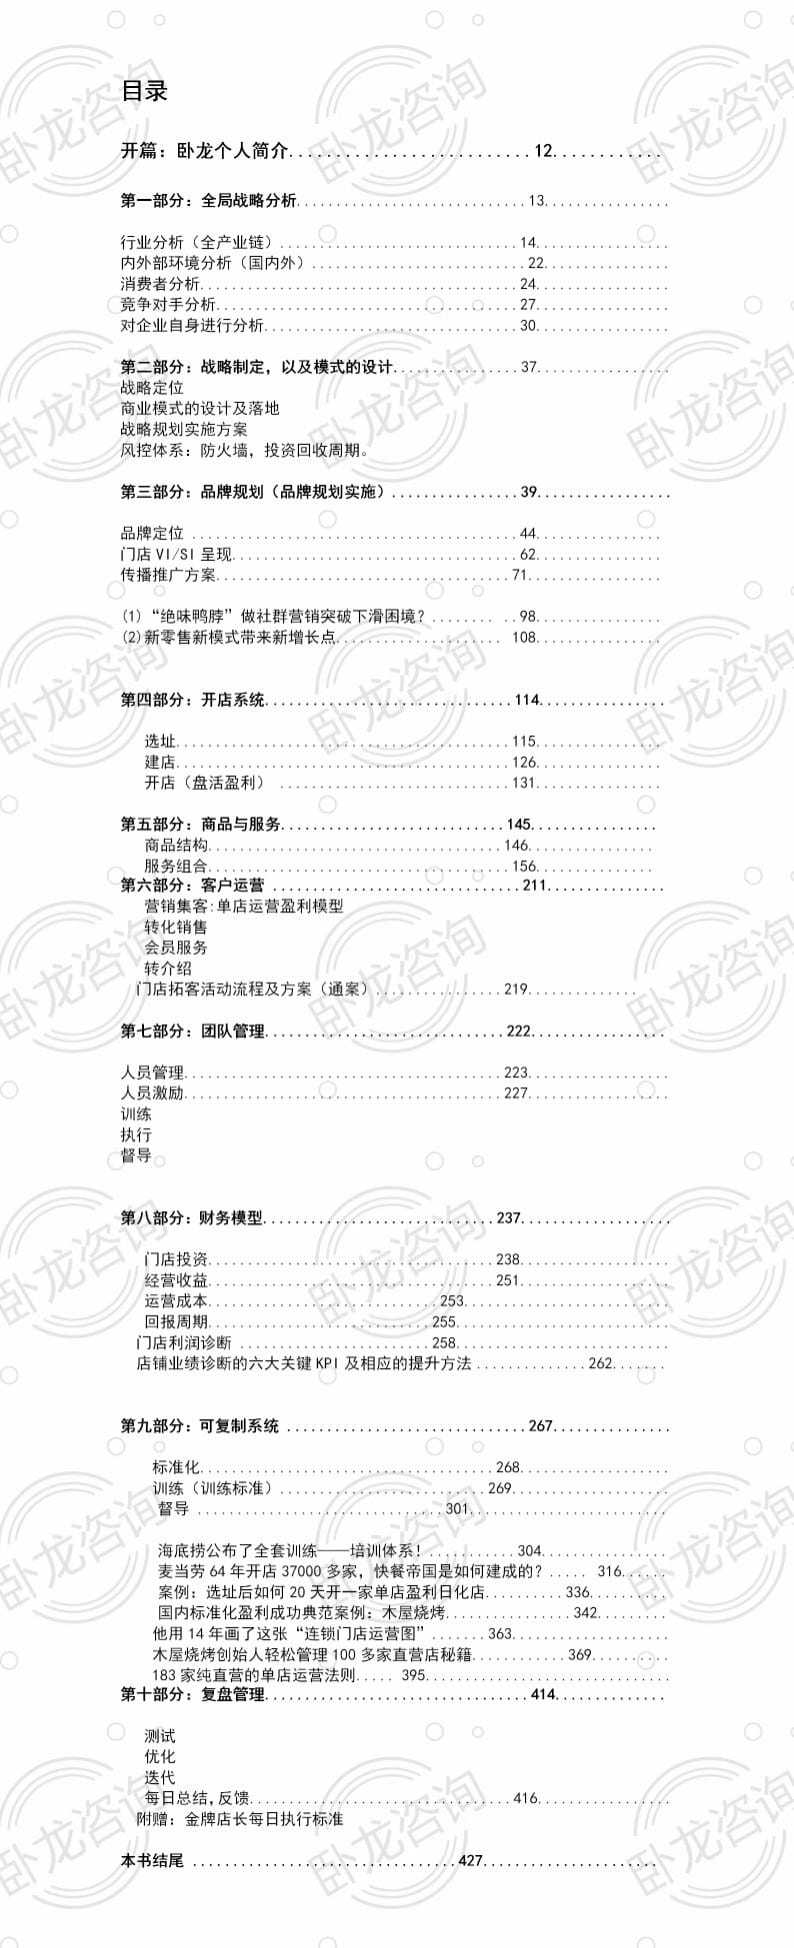 目录
开篇：卧龙个人简介..........................12............
第一部分：全局战略分析.............................13................
行业分析（全产业链）..............................14.................
内外部环境分析（国内外）...........................22................
消费者分析........................................24.................
竞争对手分析......................................27.................
对企业自身进行分析................................30.................
第二部分：战略制定，以及模式的设计................37.................
战略定位
商业模式的设计及落地
战略规划实施方案
风控体系：防火墙，投资回收周期。
第三部分：品牌规划（品牌规划实施）................39.................
品牌定位 .........................................44................
门店 VI/SI 呈现....................................62................
传播推广方案.....................................71.................
(1) “绝味鸭脖”做社群营销突破下滑困境？........ ..98................
(2)新零售新模式带来新增长点..................... 108................
第四部分：开店系统...............................114................
选址..........................................115................
建店..........................................126................
开店（盘活盈利） .............................131................
第五部分：商品与服务............................145................
商品结构.....................................146................
服务组合......................................156...............
第六部分：客户运营 ...............................211...............
营销集客:单店运营盈利模型
转化销售
会员服务
转介绍
门店拓客活动流程及方案（通案）................219..............
第七部分：团队管理..............................222.................
人员管理........................................223..................
人员激励........................................227..................
训练
执行
督导
第八部分：财务模型.............................237...................
门店投资....................................238...................
经营收益....................................251...................
运营成本.............................253..........................
回报周期............................255...........................
门店利润诊断 ........................258...........................
店铺业绩诊断的六大关键 KPI 及相应的提升方法 ..............262.......
第九部分：可复制系统 ..............................267...............
标准化.....................................268...................
训练（训练标准）..........................269....................
督导 ...............................301.........................
海底捞公布了全套训练——培训体系！...........304................
麦当劳 64 年开店 37000 多家，快餐帝国是如何建成的？..... 316......
案例：选址后如何 20 天开一家单店盈利日化店..........336..........
国内标准化盈利成功典范案例：木屋烧烤................342.........
他用 14 年画了这张“连锁门店运营图”.......363....................
木屋烧烤创始人轻松管理 100 多家直营店秘籍............369..........
183 家纯直营的单店运营法则..... 395...............................
第十部分：复盘管理.................................414..............
测试
优化
迭代
每日总结,反馈.................................416.................
附赠：金牌店长每日执行标准
本书结尾 .................................427......................